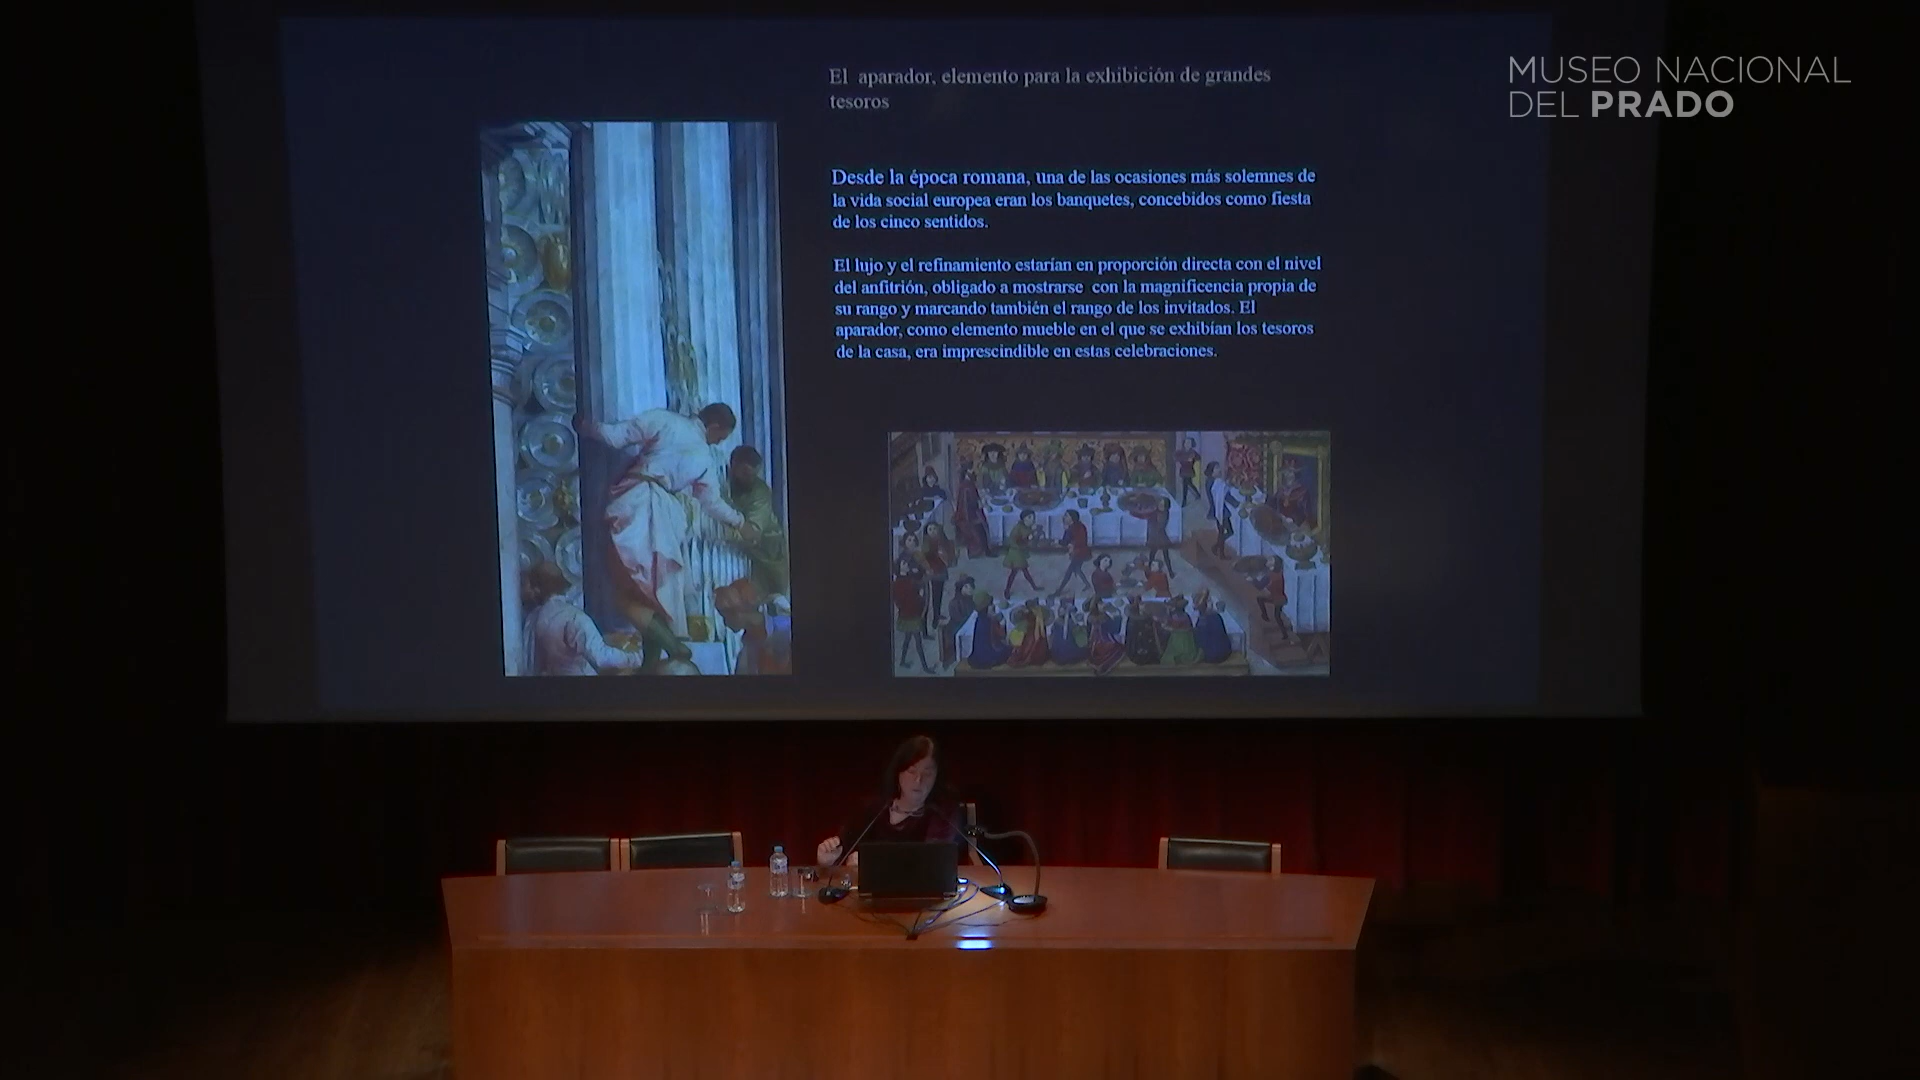 MUSEO NACIONAL
DEL PRADO
El aparador, elemento para la exhibición de grandes
tesoros
Desde la época romana, una de las ocasiones más solemnes de
la vida social europea eran los banquetes, concebidos como fiesta
de los cinco sentidos.
El lujo y el refinamiento estarían en proporción directa con el nivel
del anfitrión, obligado a mostrarse con la magnificencia propia de
su rango y marcando también el rango de los invitados. El
aparador, como elemento mueble en el que se exhibían los tesoros
de la casa, era imprescindible en estas celebraciones.